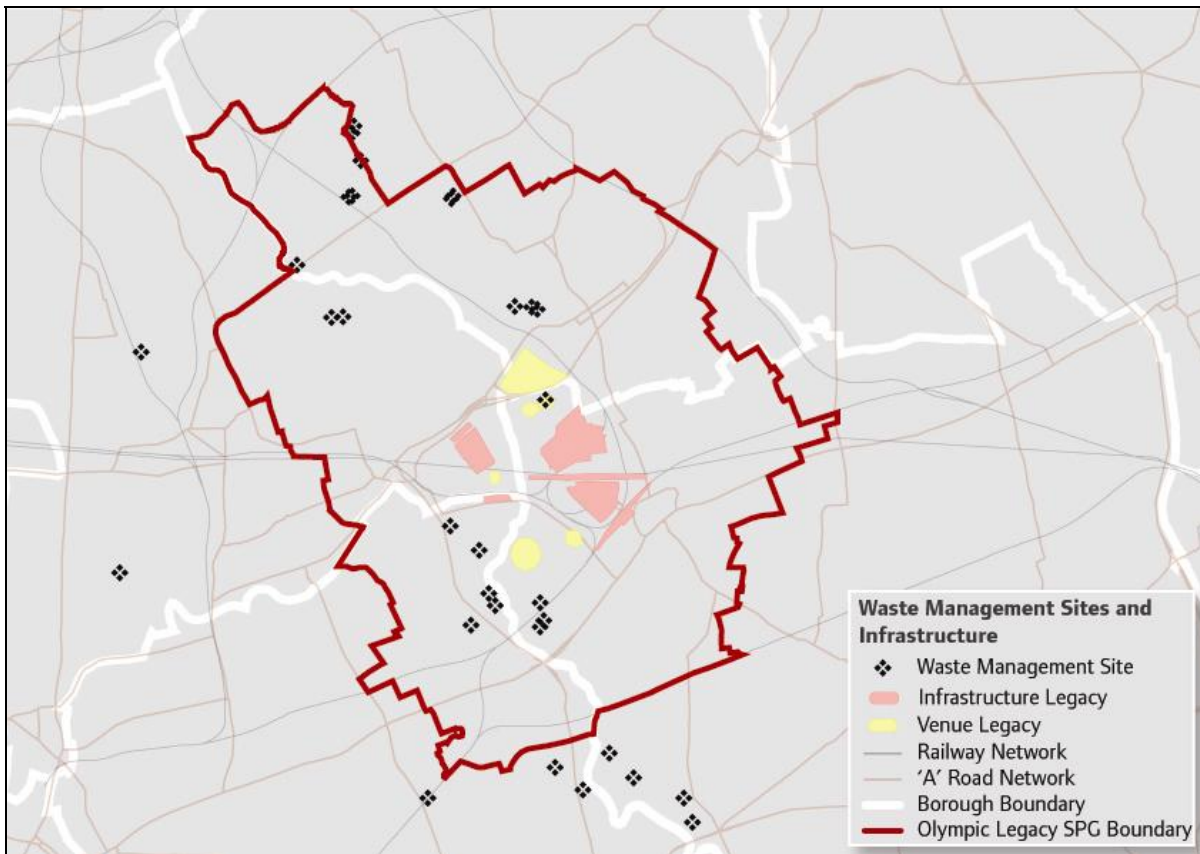 Waste Management Sites and
Infrastructure
Waste Management Site
Infrastructure Legacy
Venue Legacy
Railway Network
‘A’ Road Network
Borough Boundary
Olympic Legacy SPG Boundary